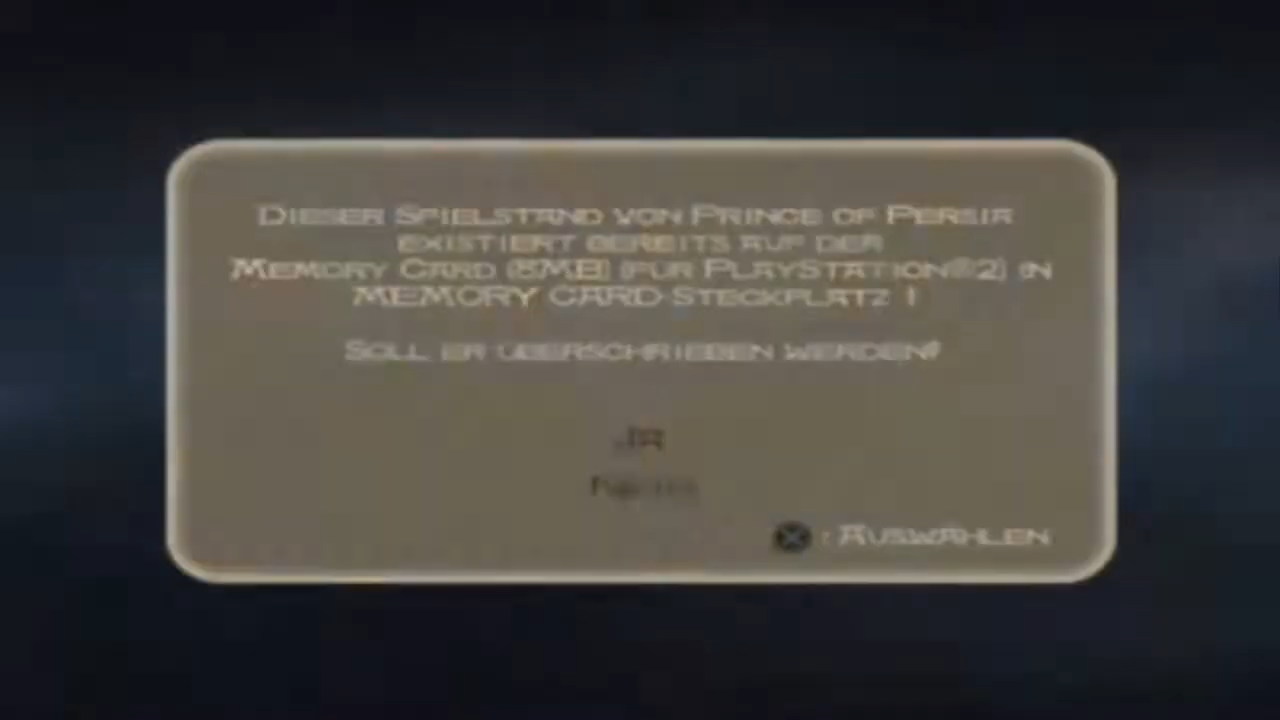 Dieser Spielstand von Prince of Persia
existiert bereits auf der
Memory Card (8MB) (für PlayStation®2) in
MEMORY CARD-Steckplatz 1
Soll er überschrieben werden?
Ja
Nein
: Auswählen